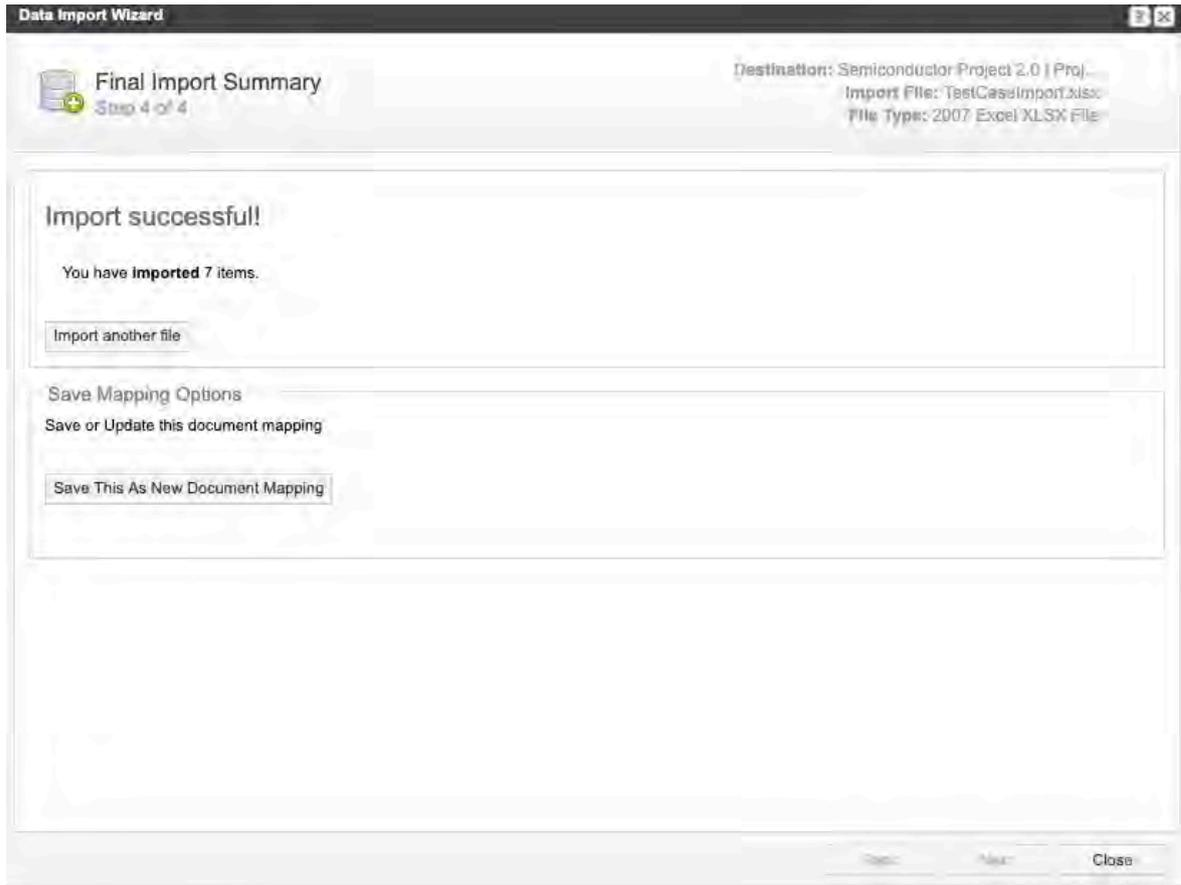 Data Import Wizard
Final Import Summary
Step 4 of 4
Destination: Semiconductor Project 2.0 | Proj...
Import File: TestCaseImport.xlsx
File Type: 2007 Excel XLSX File
Import successful!
You have imported 7 items.
Import another file
Save Mapping Options
Save or Update this document mapping
Save This As New Document Mapping
Close